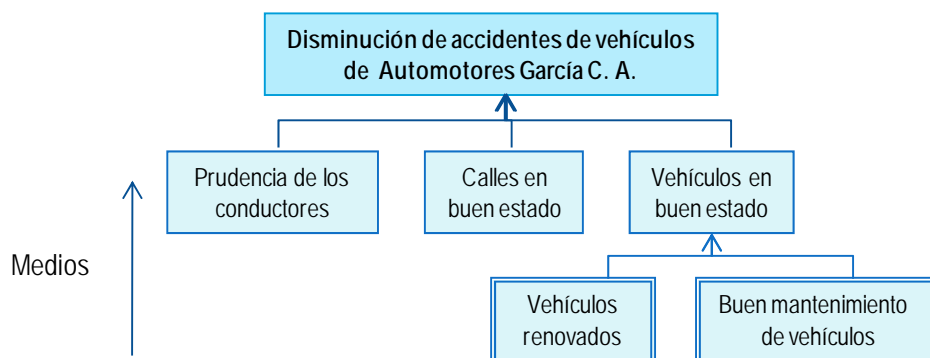 Disminución de accidentes de vehículos
de Automotores García C. A.
Prudencia de los
conductores
Calles en
buen estado
Vehículos en
buen estado
Medios
Vehículos
renovados
Buen mantenimiento
de vehículos